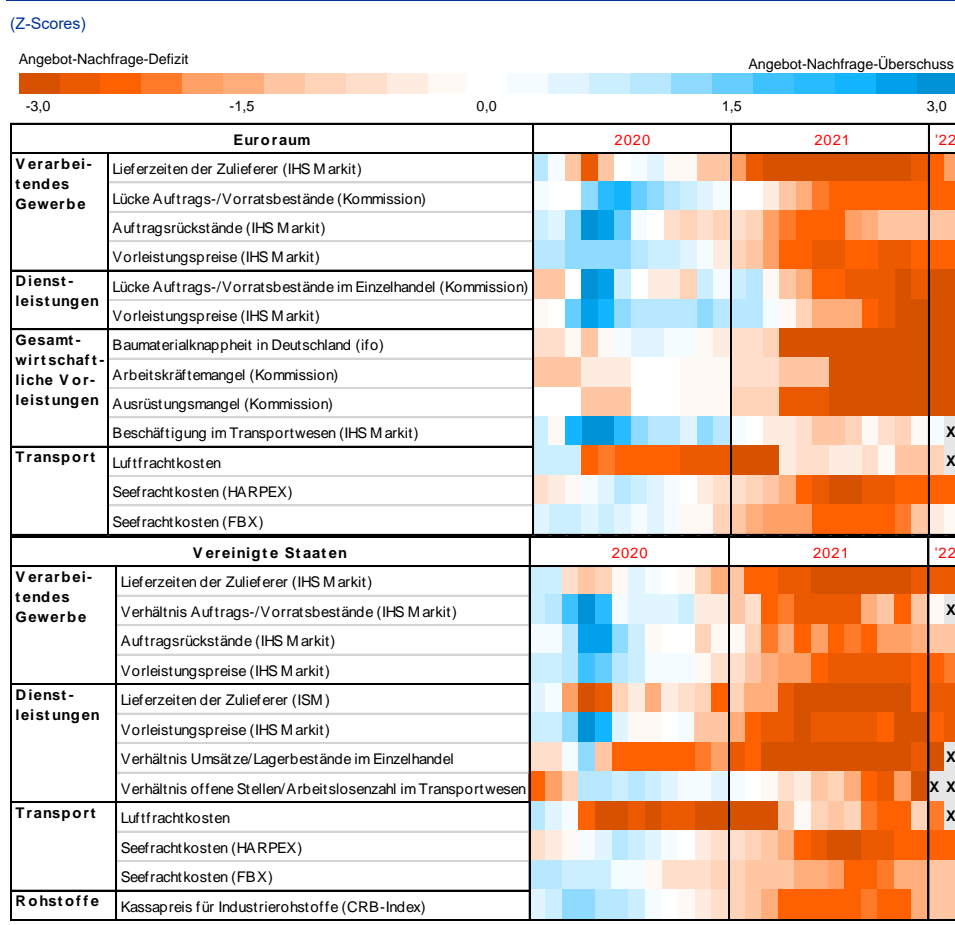 (Z-Scores)
Angebot-Nachfrage-Defizit
Angebot-Nachfrage-Überschuss
-3,0 -1,5 0,0 1,5 3,0
Euroraum 2020 2021 '22
Verarbei-
tendes
Gewerbe
Lieferzeiten der Zulieferer (IHS Markit)
Lücke Auftrags-/Vorratsbestände (Kommission)
Auftragsrückstände (IHS Markit)
Vorleistungspreise (IHS Markit)
Dienst-
leistungen
Lücke Auftrags-/Vorratsbestände im Einzelhandel (Kommission)
Vorleistungspreise (IHS Markit)
Gesamt-
wirtschaft-
liche Vor-
leistungen
Baumaterialknappheit in Deutschland (ifo)
Arbeitskräftemangel (Kommission)
Ausrüstungsmangel (Kommission)
Beschäftigung im Transportwesen (IHS Markit) X
Transport
Luftfrachtkosten X
Seefrachtkosten (HARPEX)
Seefrachtkosten (FBX)
Vereinigte Staaten 2020 2021 '22
Verarbei-
tendes
Gewerbe
Lieferzeiten der Zulieferer (IHS Markit)
Verhältnis Auftrags-/Vorratsbestände (IHS Markit) X
Auftragsrückstände (IHS Markit)
Vorleistungspreise (IHS Markit)
Dienst-
leistungen
Lieferzeiten der Zulieferer (ISM)
Vorleistungspreise (IHS Markit)
Verhältnis Umsätze/Lagerbestände im Einzelhandel X
Verhältnis offene Stellen/Arbeitslosenzahl im Transportwesen X X
Transport
Luftfrachtkosten X
Seefrachtkosten (HARPEX)
Seefrachtkosten (FBX)
Rohstoffe
Kassapreis für Industrierohstoffe (CRB-Index)